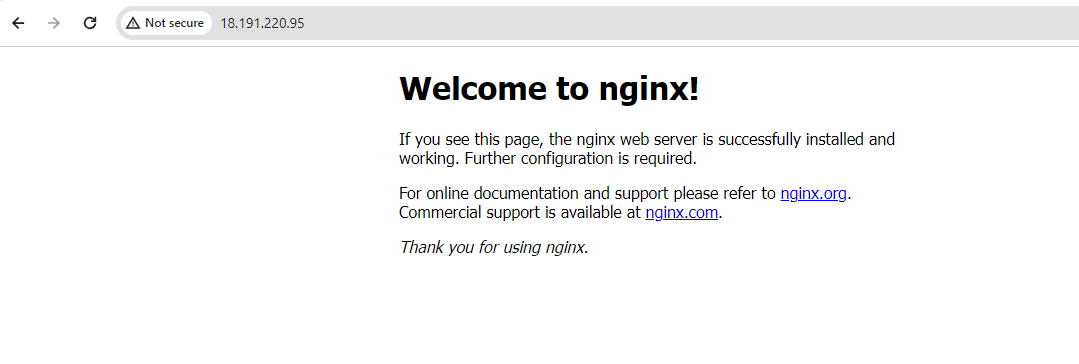 Not secure 18.191.220.95
Welcome to nginx!
If you see this page, the nginx web server is successfully installed and
working. Further configuration is required.
For online documentation and support please refer to nginx.org.
Commercial support is available at nginx.com.
Thank you for using nginx.